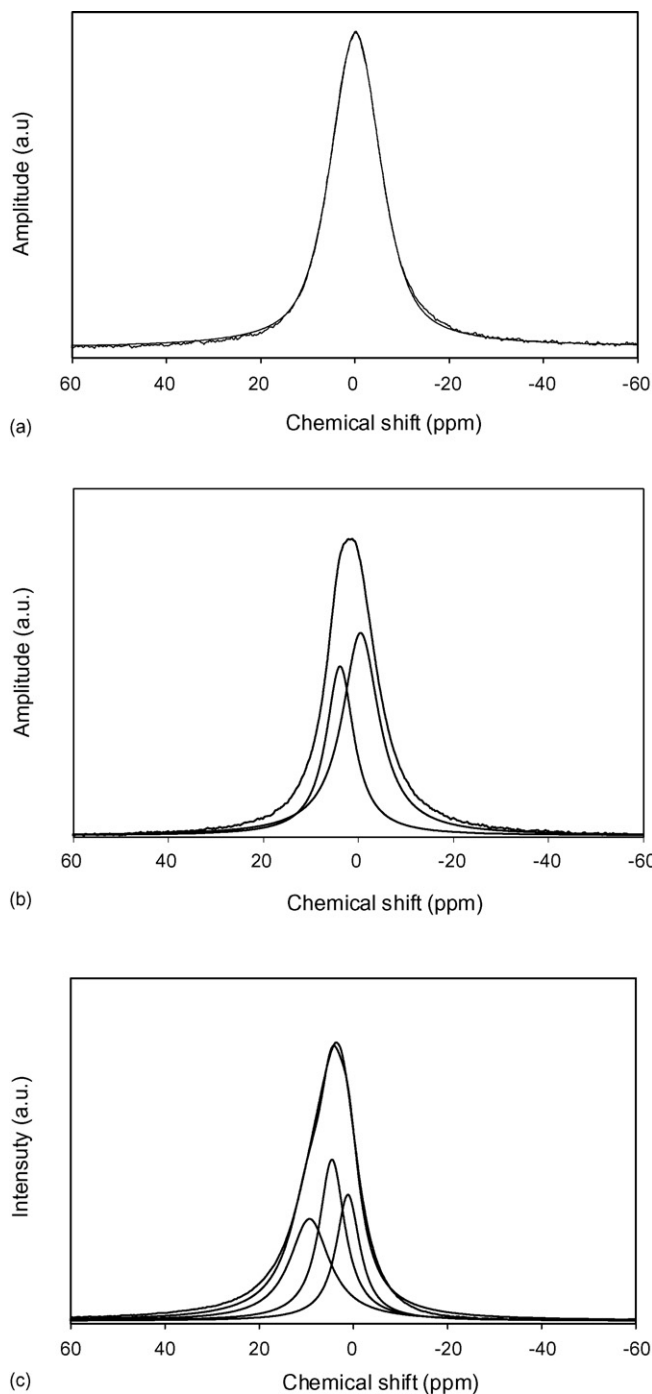 Amplitude (a.u)
60 40 20 0 -20 -40 -60
Chemical shift (ppm)
(a)
Amplitude (a.u.)
60 40 20 0 -20 -40 -60
Chemical shift (ppm)
(b)
Intensuty (a.u.)
60 40 20 0 -20 -40 -60
Chemical shift (ppm)
(c)